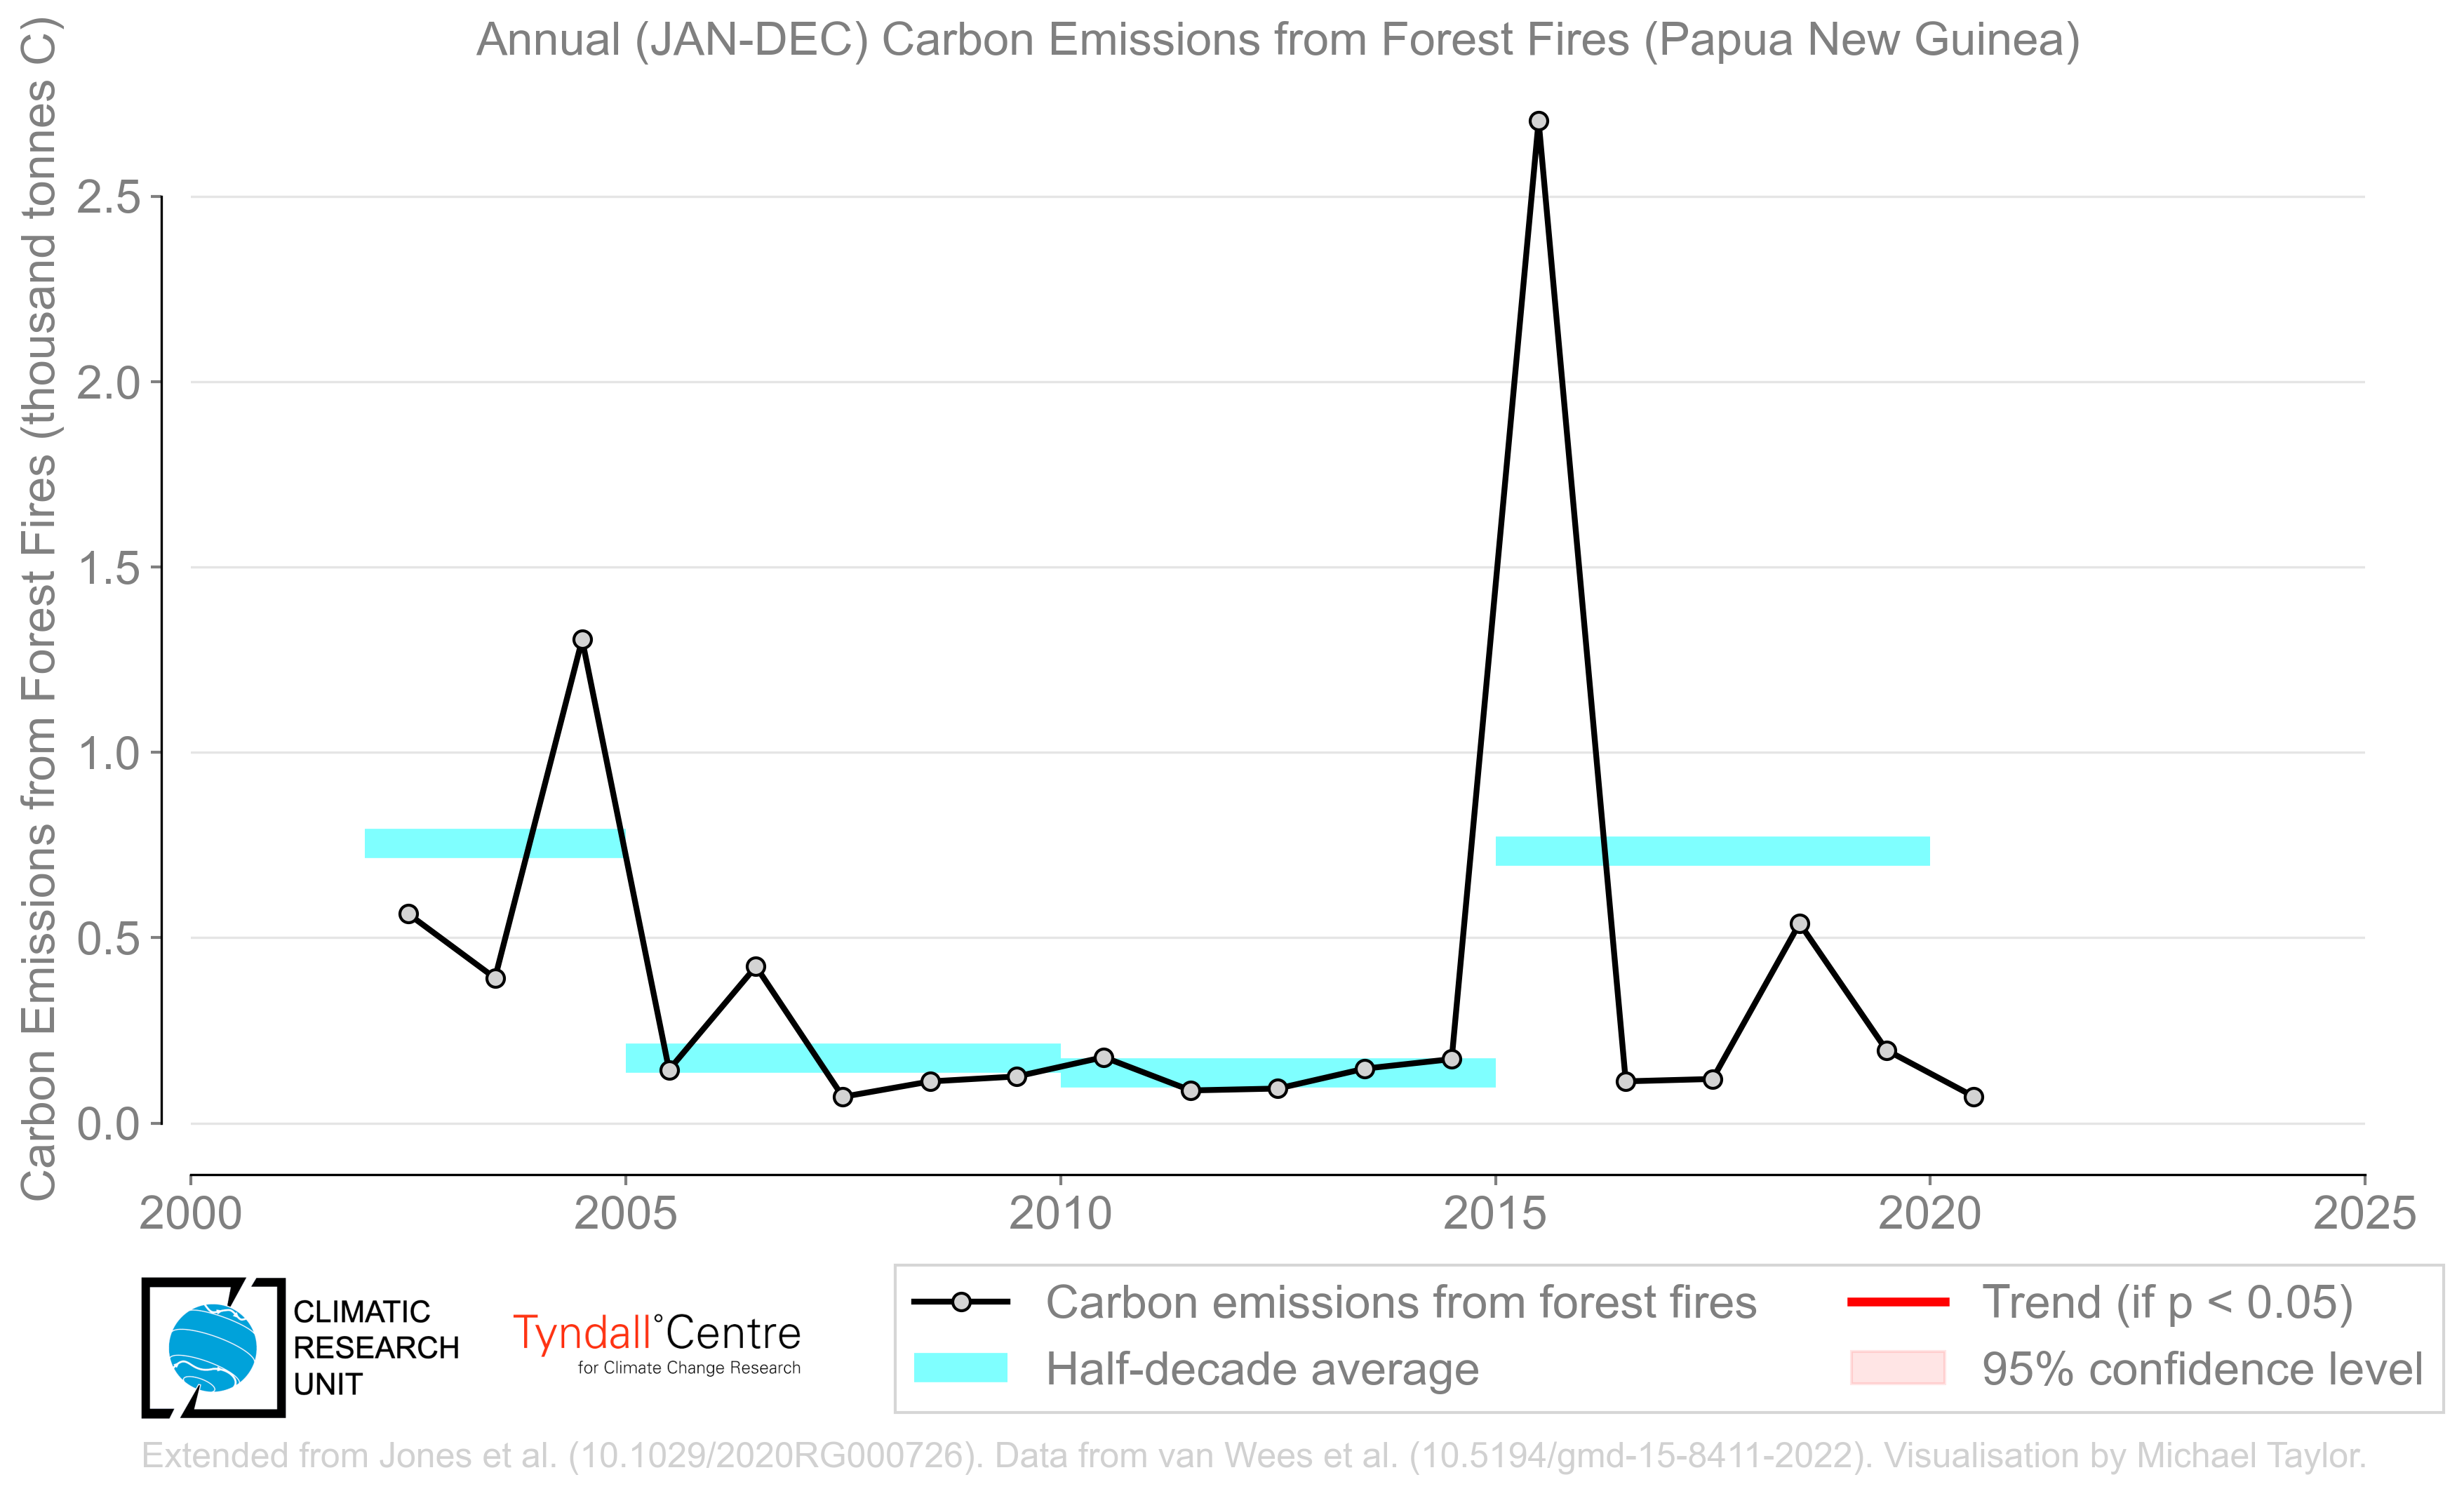 Annual (JAN-DEC) Carbon Emissions from Forest Fires (Papua New Guinea)
Carbon Emissions from Forest Fires (thousand tonnes C)
2.5
2.0
1.5
1.0
0.5
0.0
2000 2005 2010 2015 2020 2025
CLIMATIC
RESEARCH
UNIT
Tyndall°Centre
for Climate Change Research
Carbon emissions from forest fires
Half-decade average
Trend (if p < 0.05)
95% confidence level
Extended from Jones et al. (10.1029/2020RG000726). Data from van Wees et al. (10.5194/gmd-15-8411-2022). Visualisation by Michael Taylor.